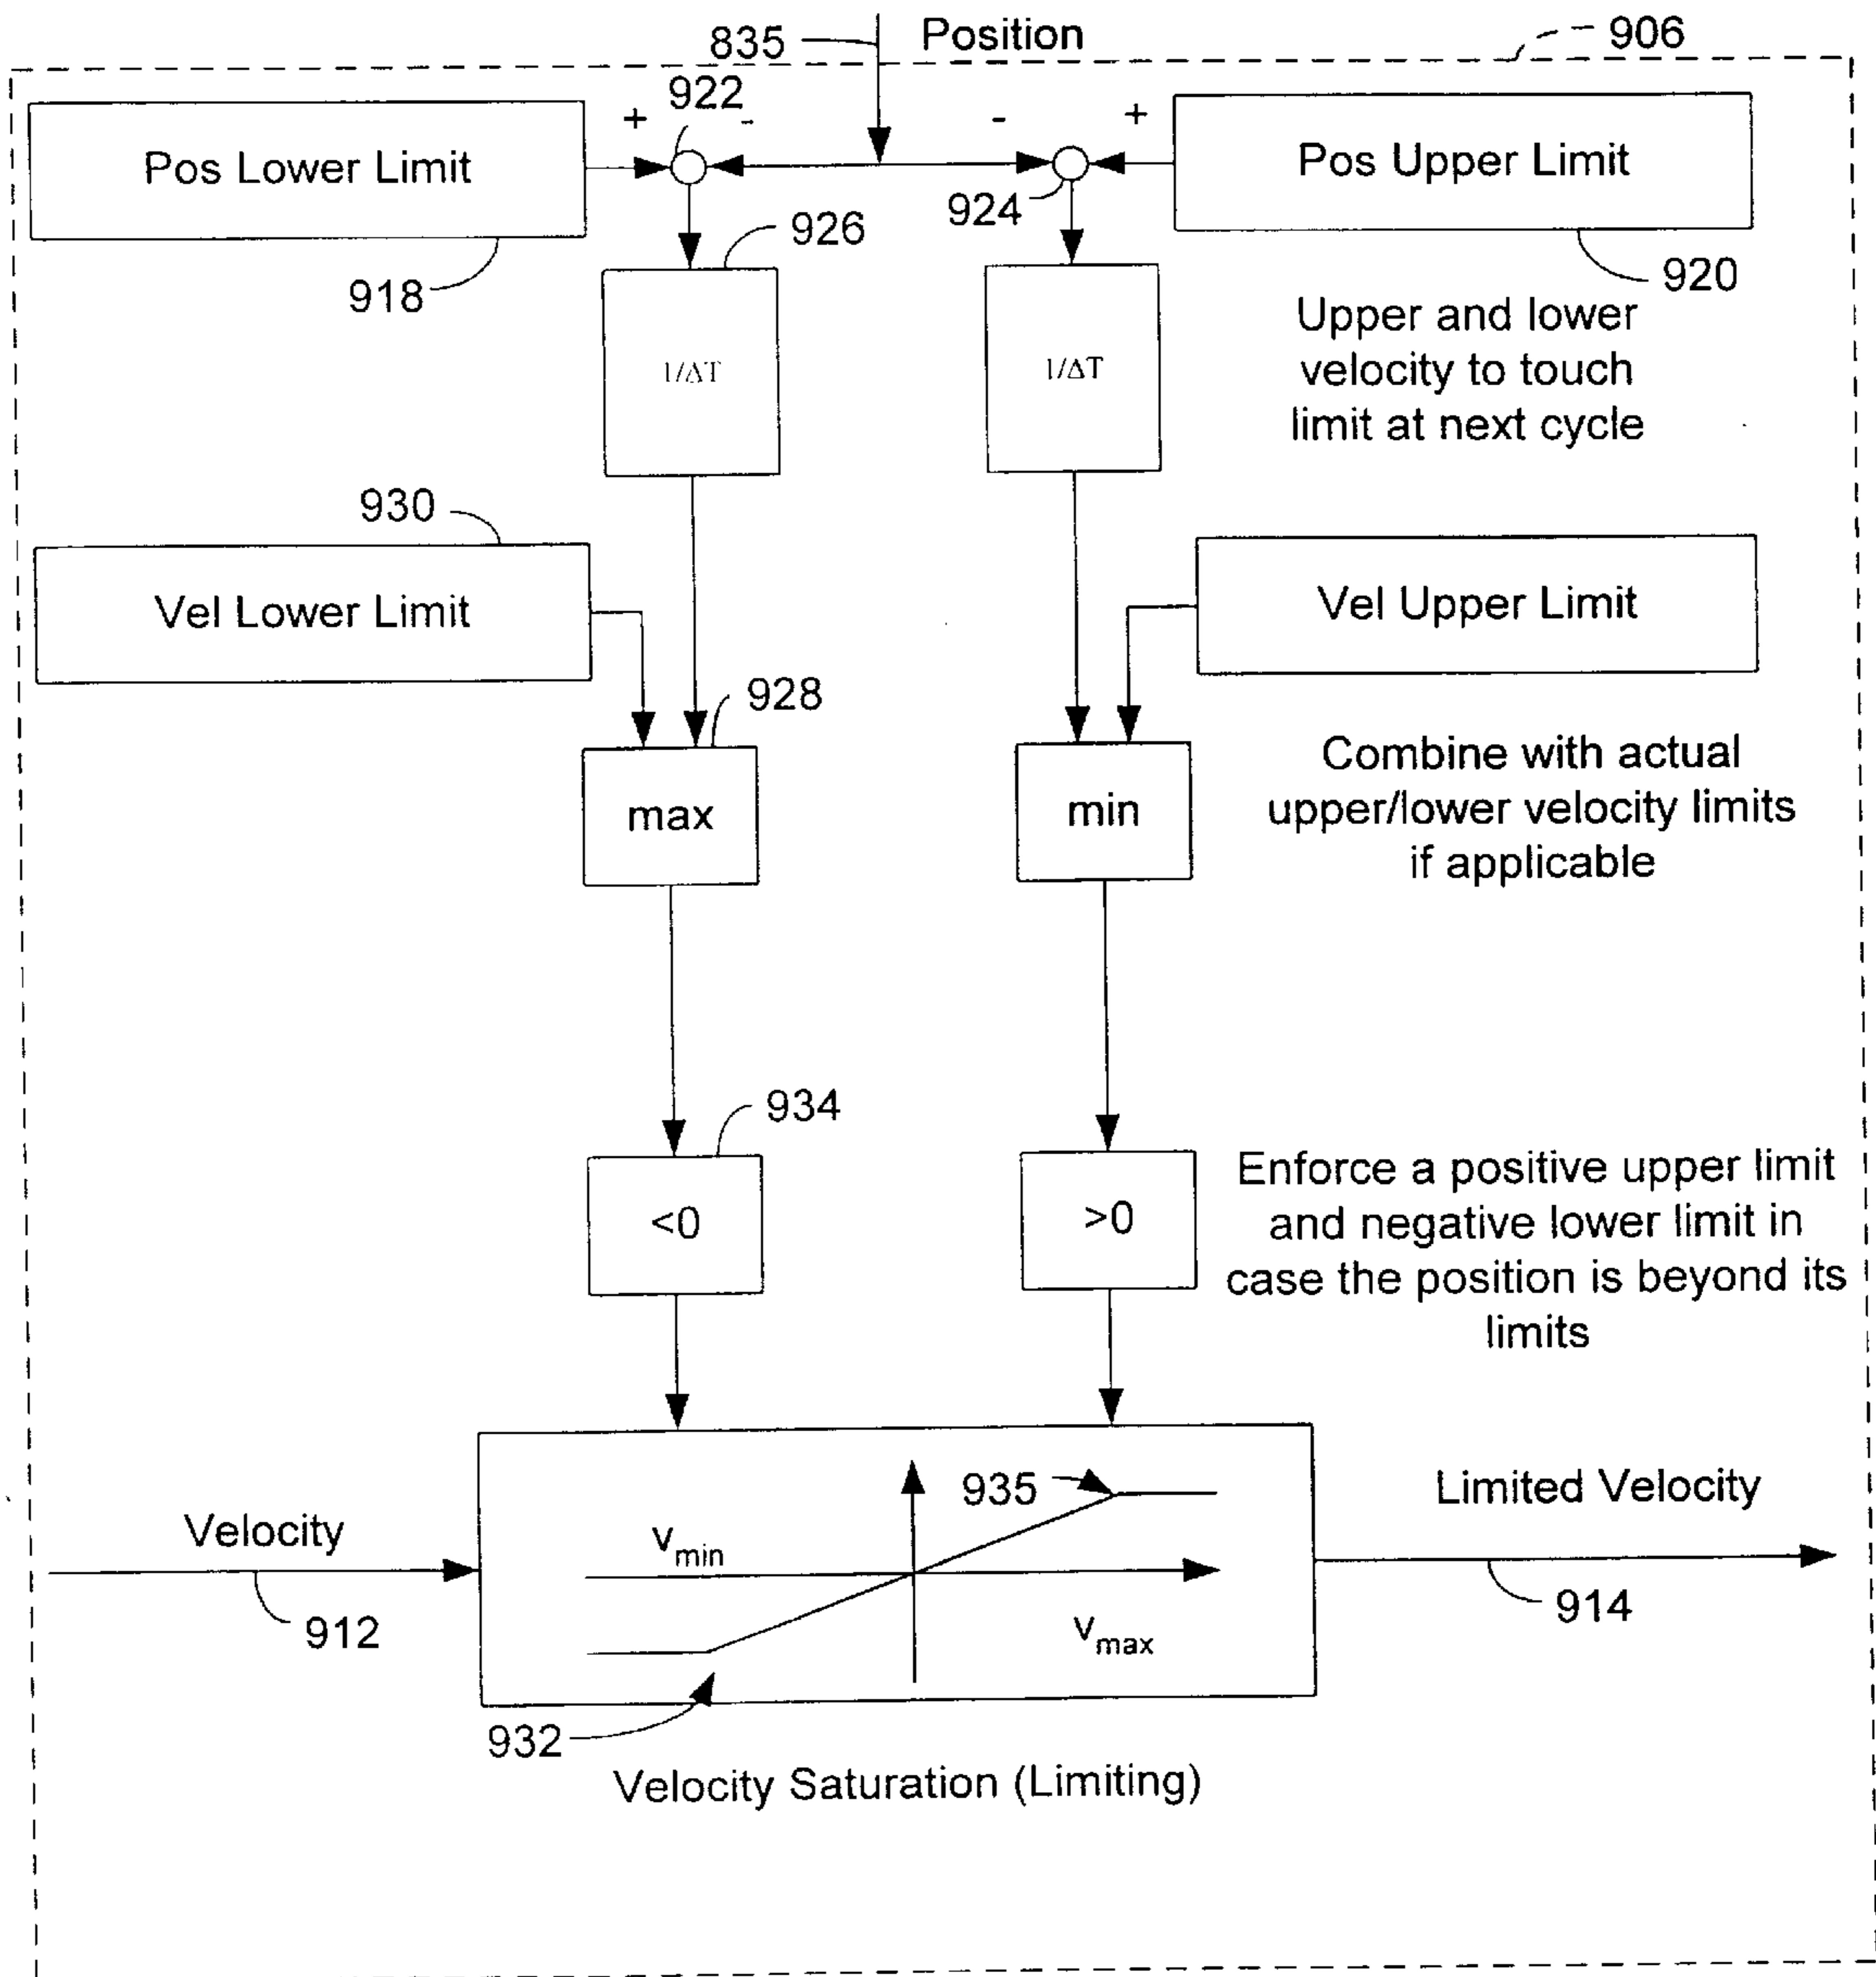 835
Position
906
922
+
-
-
+
Pos Lower Limit
Pos Upper Limit
924
926
918
920
1/ΔT
1/ΔT
Upper and lower
velocity to touch
limit at next cycle
930
Vel Lower Limit
Vel Upper Limit
928
max
min
Combine with actual
upper/lower velocity limits
if applicable
934
<0
>0
Enforce a positive upper limit
and negative lower limit in
case the position is beyond its
limits
935
Limited Velocity
Velocity
vmin
912
914
vmax
932
Velocity Saturation (Limiting)